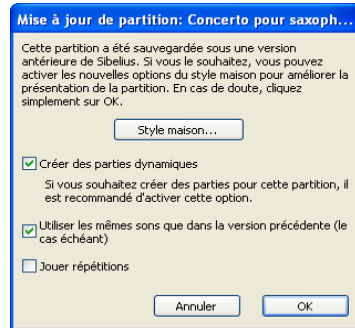 Mise à jour de partition: Concerto pour saxoph...
Cette partition a été sauvegardée sous une version
antérieure de Sibelius. Si vous le souhaitez, vous pouvez
activer les nouvelles options du style maison pour améliorer la
présentation de la partition. En cas de doute, cliquez
simplement sur OK.
Style maison...
Créer des parties dynamiques
Si vous souhaitez créer des parties pour cette partition, il
est recommandé d'activer cette option.
Utiliser les mêmes sons que dans la version précédente (le
cas échéant)
Jouer répétitions
Annuler
OK